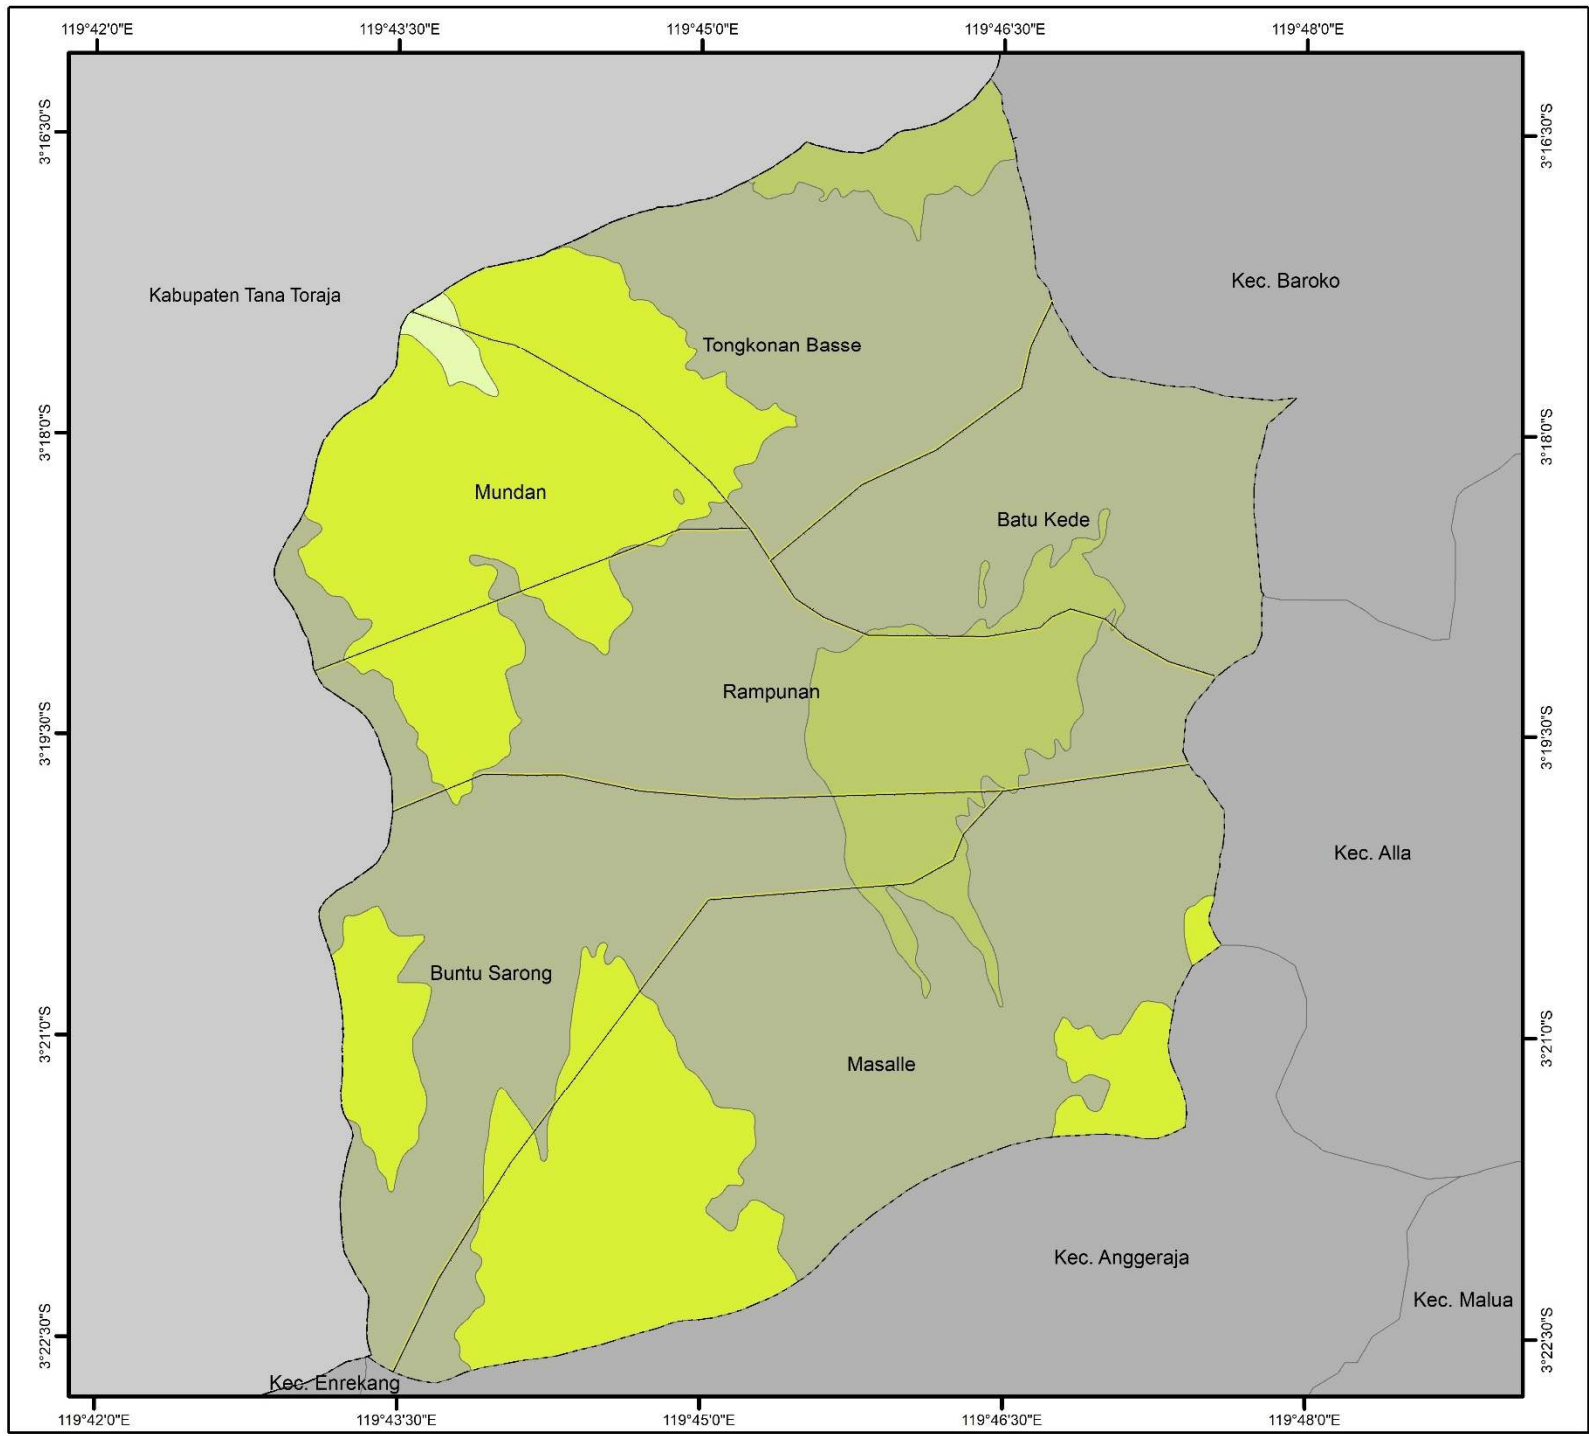 119°42'0"E
119°43'30"E
119°45'0"E
119°46'30"E
119°48'0"E
3°16'30"S
3°16'30"S
Kec. Baroko
Kabupaten Tana Toraja
Tongkonan Basse
3°18'0"S
3°18'0"S
Mundan
Batu Kede
Rampunan
3°19'30"S
3°19'30"S
Kec. Alla
Buntu Sarong
3°21'0"S
3°21'0"S
Masalle
Kec. Anggeraja
Kec. Malua
3°22'30"S
3°22'30"S
Kec. Enrekang
119°42'0"E
119°43'30"E
119°45'0"E
119°46'30"E
119°48'0"E